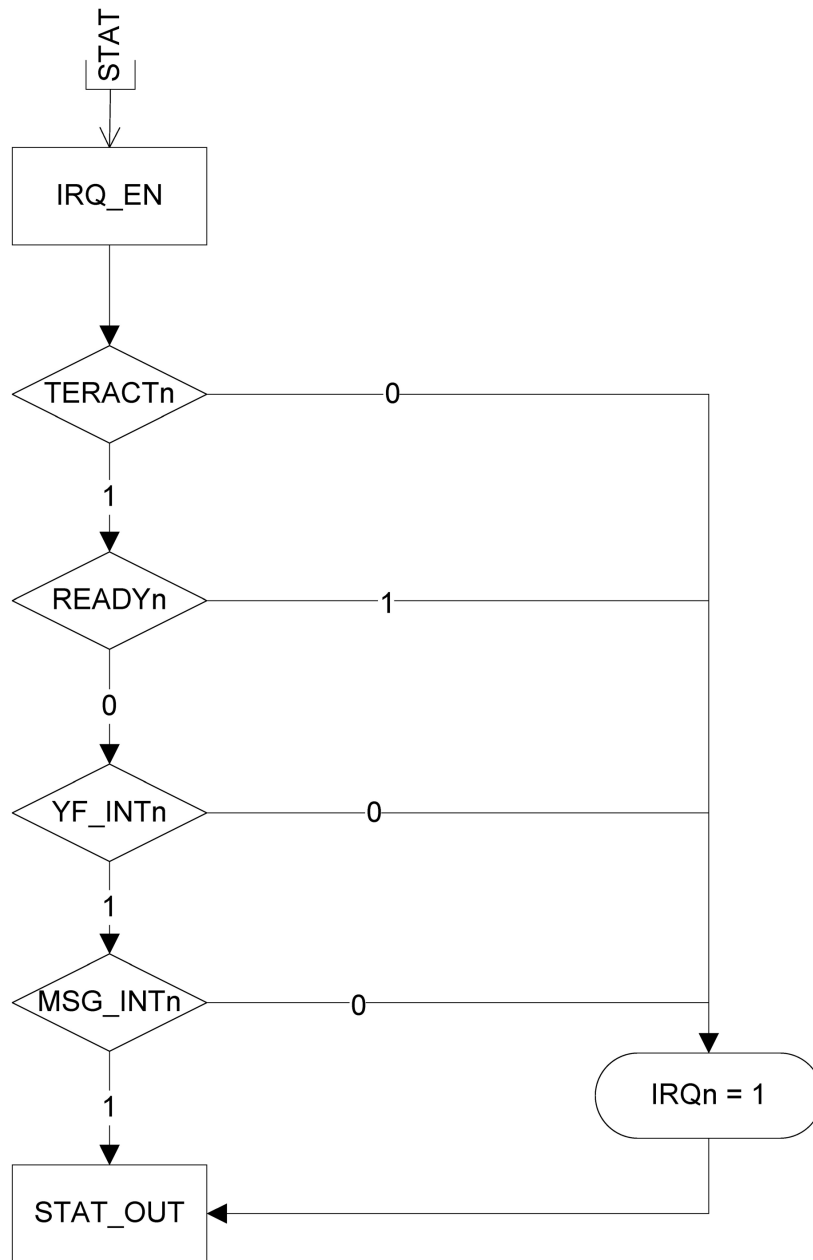 STAT
IRQ_EN
TERACTn
0
1
READYn
1
0
YF_INTn
0
1
MSG_INTn
0
1
IRQn = 1
STAT_OUT